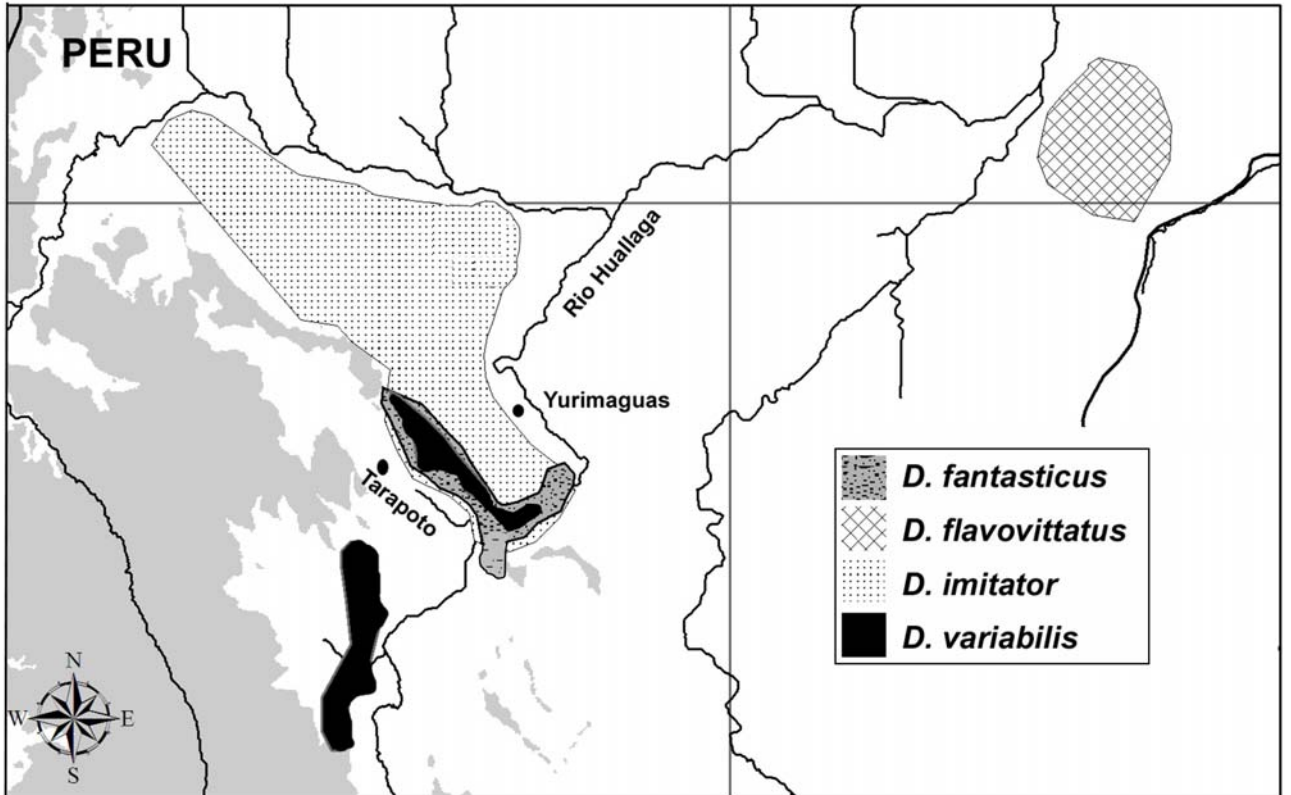 PERU
Rio Huallaga
Yurimaguas
Tarapoto
D. fantasticus
D. flavovittatus
D. imitator
D. variabilis
N
W
E
S